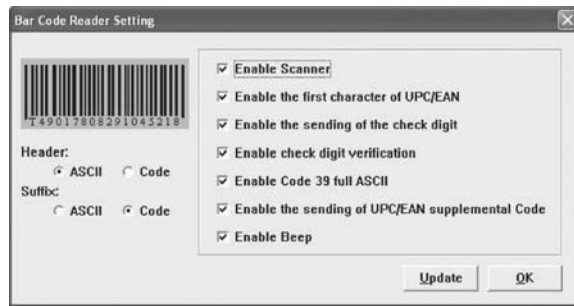 Bar Code Reader Setting
T49017808291045218
Header:
ASCII Code
Suffix:
ASCII Code
Enable Scanner
Enable the first character of UPC/EAN
Enable the sending of the check digit
Enable check digit verification
Enable Code 39 full ASCII
Enable the sending of UPC/EAN supplemental Code
Enable Beep
Update OK